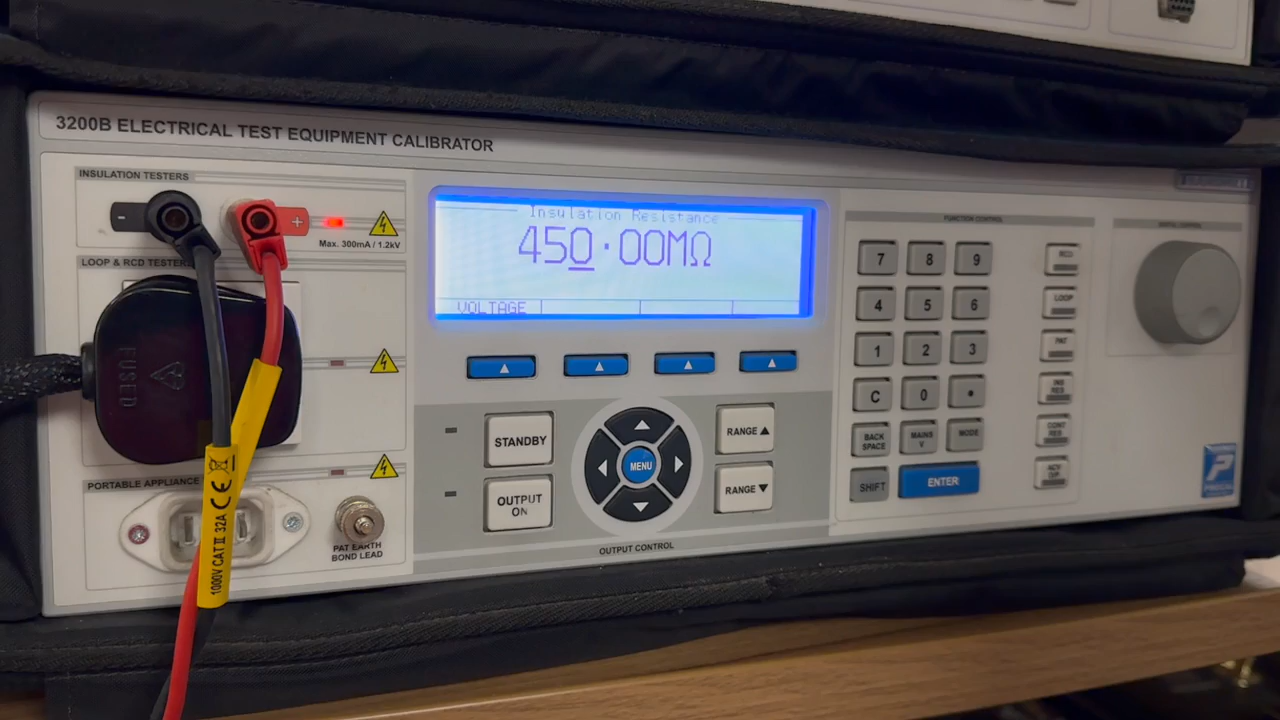 3200B ELECTRICAL TEST EQUIPMENT CALIBRATOR
INSULATION TESTERS
-
+
Max. 300mA / 1.2kV
LOOP & RCD TESTERS
FUSED
PORTABLE APPLIANCE
1000V CAT II 32A CE
PAT EARTH
BOND LEAD
Insulation Resistance
450.00MΩ
VOLTAGE
STANDBY
OUTPUT
ON
MENU
RANGE ▲
RANGE ▼
OUTPUT CONTROL
FUNCTION CONTROL
7 8 9
4 5 6
1 2 3
C 0 •
BACK
SPACE
MAINS
V
MODE
SHIFT
ENTER
RCD
LOOP
PAT
INS
RES
CONT
RES
P